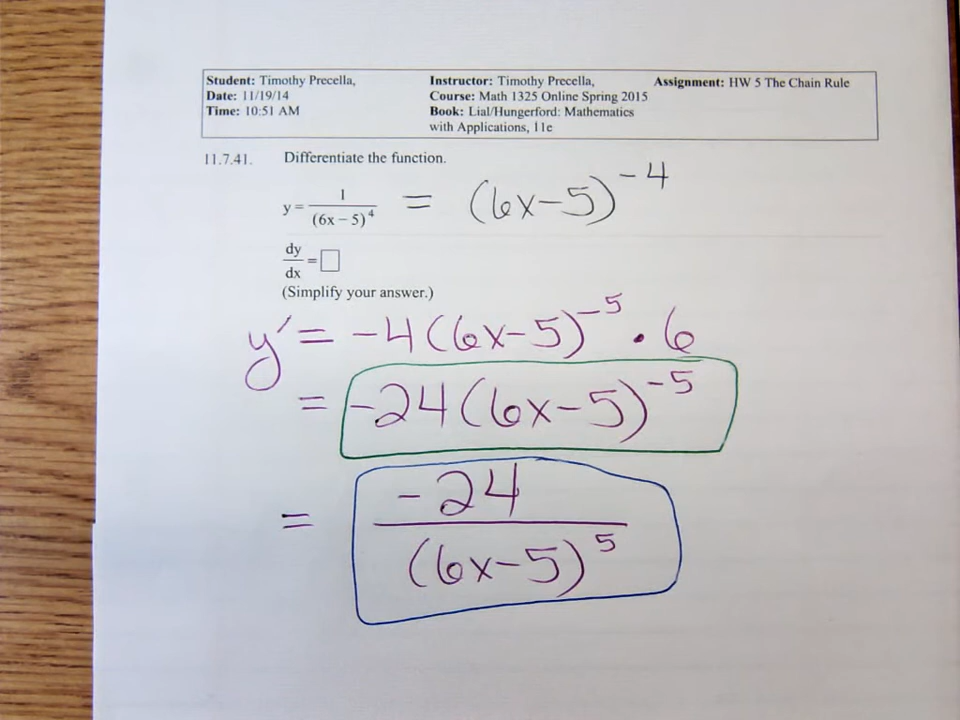 Student: Timothy Precella, Instructor: Timothy Precella, Assignment: HW 5 The Chain Rule
Date: 11/19/14 Course: Math 1325 Online Spring 2015
Time: 10:51 AM Book: Lial/Hungerford: Mathematics
with Applications, 11e
11.7.41. Differentiate the function.
y = 1/(6x − 5)^4 = (6x−5)^−4
dy/dx = □
(Simplify your answer.)
y′ = −4(6x−5)^−5 · 6
= −24(6x−5)^−5
= −24/(6x−5)^5